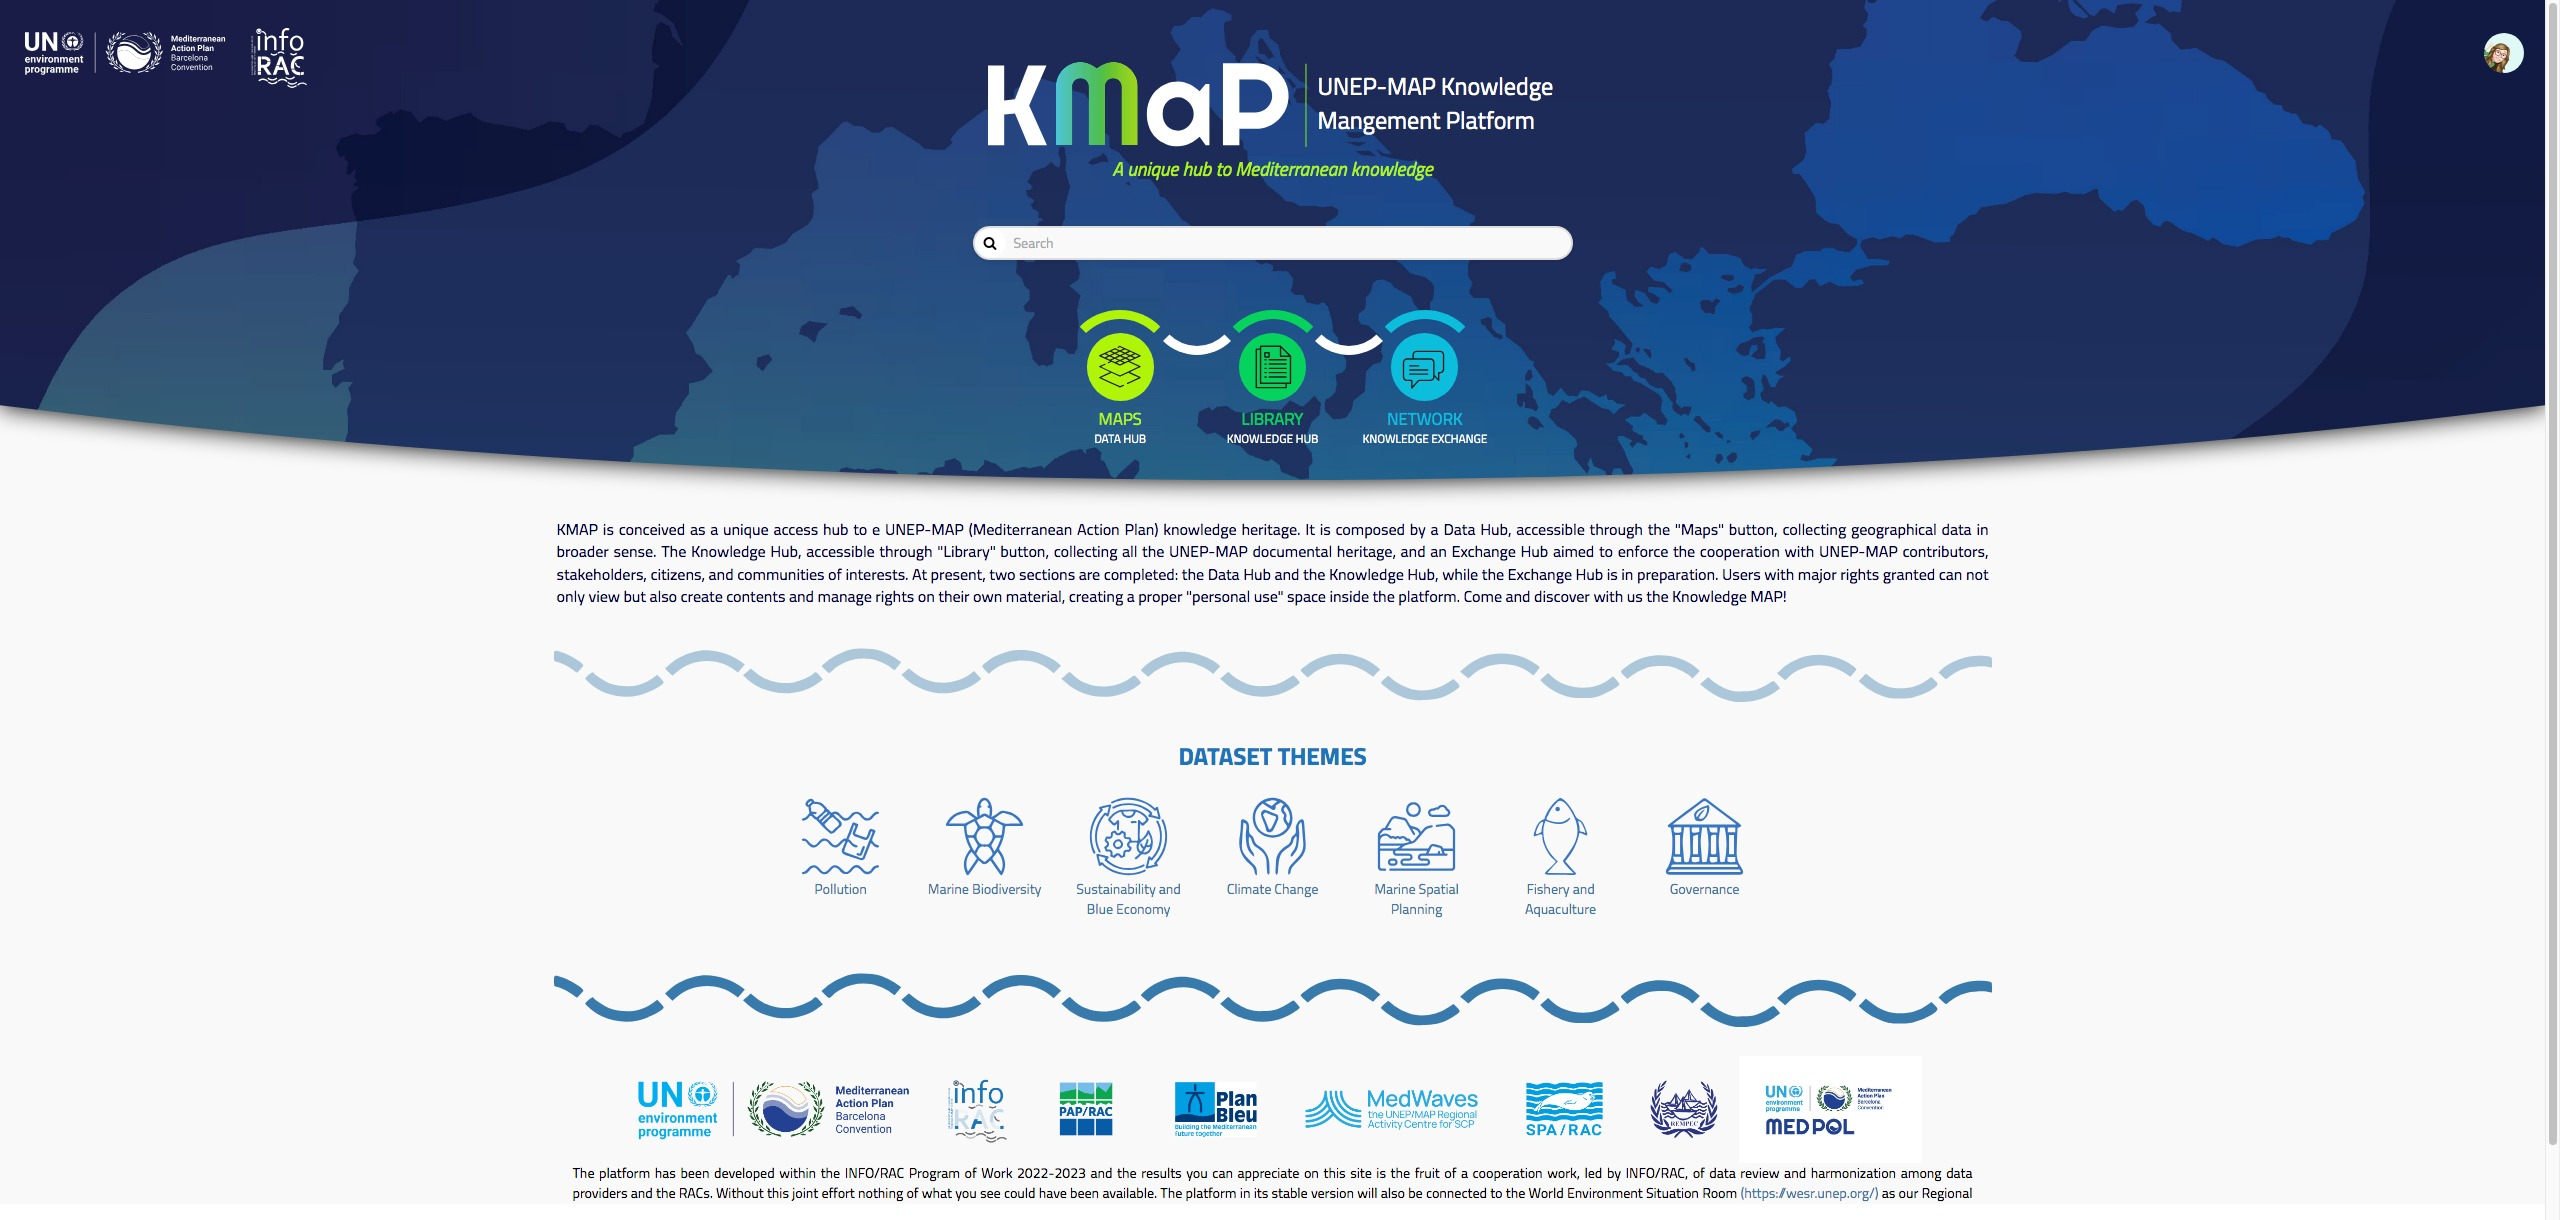 UN
environment
programme
Mediterranean
Action Plan
Barcelona
Convention
info
RAC
KMaP
UNEP-MAP Knowledge
Mangement Platform
A unique hub to Mediterranean knowledge
Search
MAPS
DATA HUB
LIBRARY
KNOWLEDGE HUB
NETWORK
KNOWLEDGE EXCHANGE
KMAP is conceived as a unique access hub to e UNEP-MAP (Mediterranean Action Plan) knowledge heritage. It is composed by a Data Hub, accessible through the "Maps" button, collecting geographical data in
broader sense. The Knowledge Hub, accessible through "Library" button, collecting all the UNEP-MAP documental heritage, and an Exchange Hub aimed to enforce the cooperation with UNEP-MAP contributors,
stakeholders, citizens, and communities of interests. At present, two sections are completed: the Data Hub and the Knowledge Hub, while the Exchange Hub is in preparation. Users with major rights granted can not
only view but also create contents and manage rights on their own material, creating a proper "personal use" space inside the platform. Come and discover with us the Knowledge MAP!
DATASET THEMES
Pollution
Marine Biodiversity
Sustainability and
Blue Economy
Climate Change
Marine Spatial
Planning
Fishery and
Aquaculture
Governance
UN
environment
programme
Mediterranean
Action Plan
Barcelona
Convention
info
RAC
PAP/RAC
Plan
Bleu
Building the Mediterranean
future together
MedWaves
the UNEP/MAP Regional
Activity Centre for SCP
SPA/RAC
REMPEC
UN
environment
programme
Mediterranean
Action Plan
Barcelona
Convention
MED POL
The platform has been developed within the INFO/RAC Program of Work 2022-2023 and the results you can appreciate on this site is the fruit of a cooperation work, led by INFO/RAC, of data review and harmonization among data
providers and the RACs. Without this joint effort nothing of what you see could have been available. The platform in its stable version will also be connected to the World Environment Situation Room (https://wesr.unep.org/) as our Regional